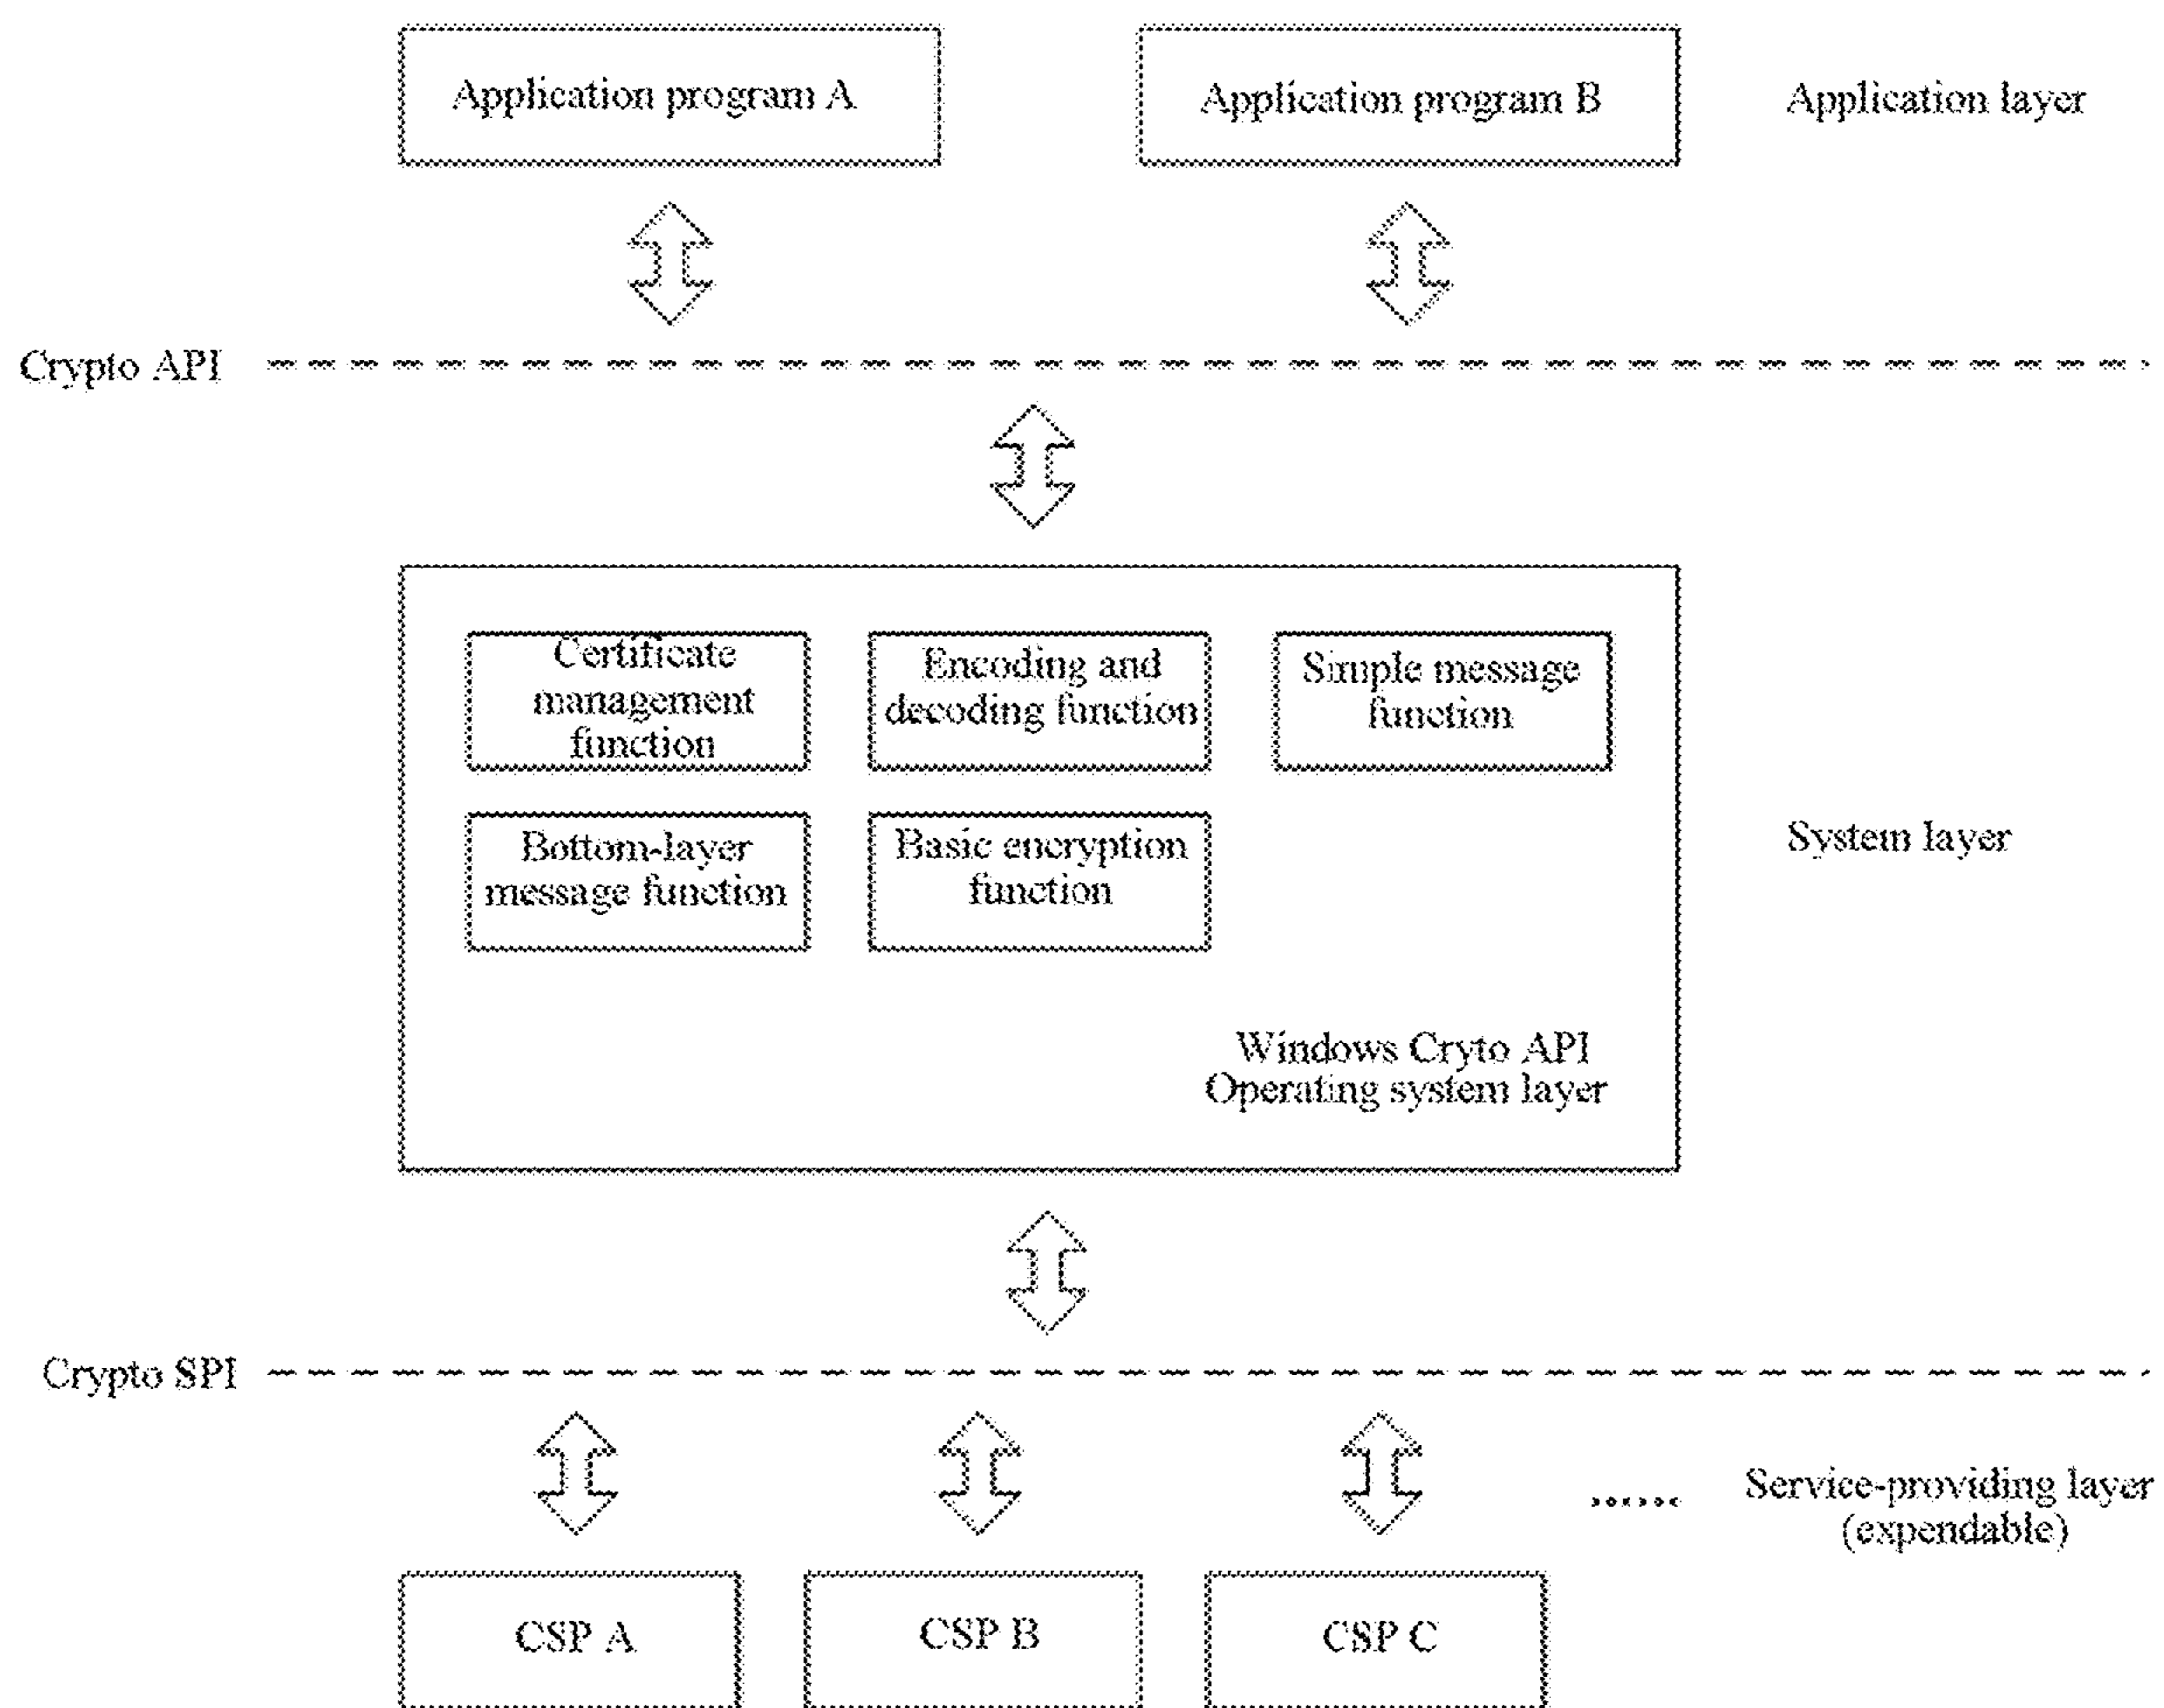 Application program A
Application program B
Application layer
Crypto API
Certificate
management
function
Encoding and
decoding function
Simple message
function
Bottom-layer
message function
Basic encryption
function
System layer
Windows Cryto API
Operating system layer
Crypto SPI
Service-providing layer
(expendable)
CSP A
CSP B
CSP C